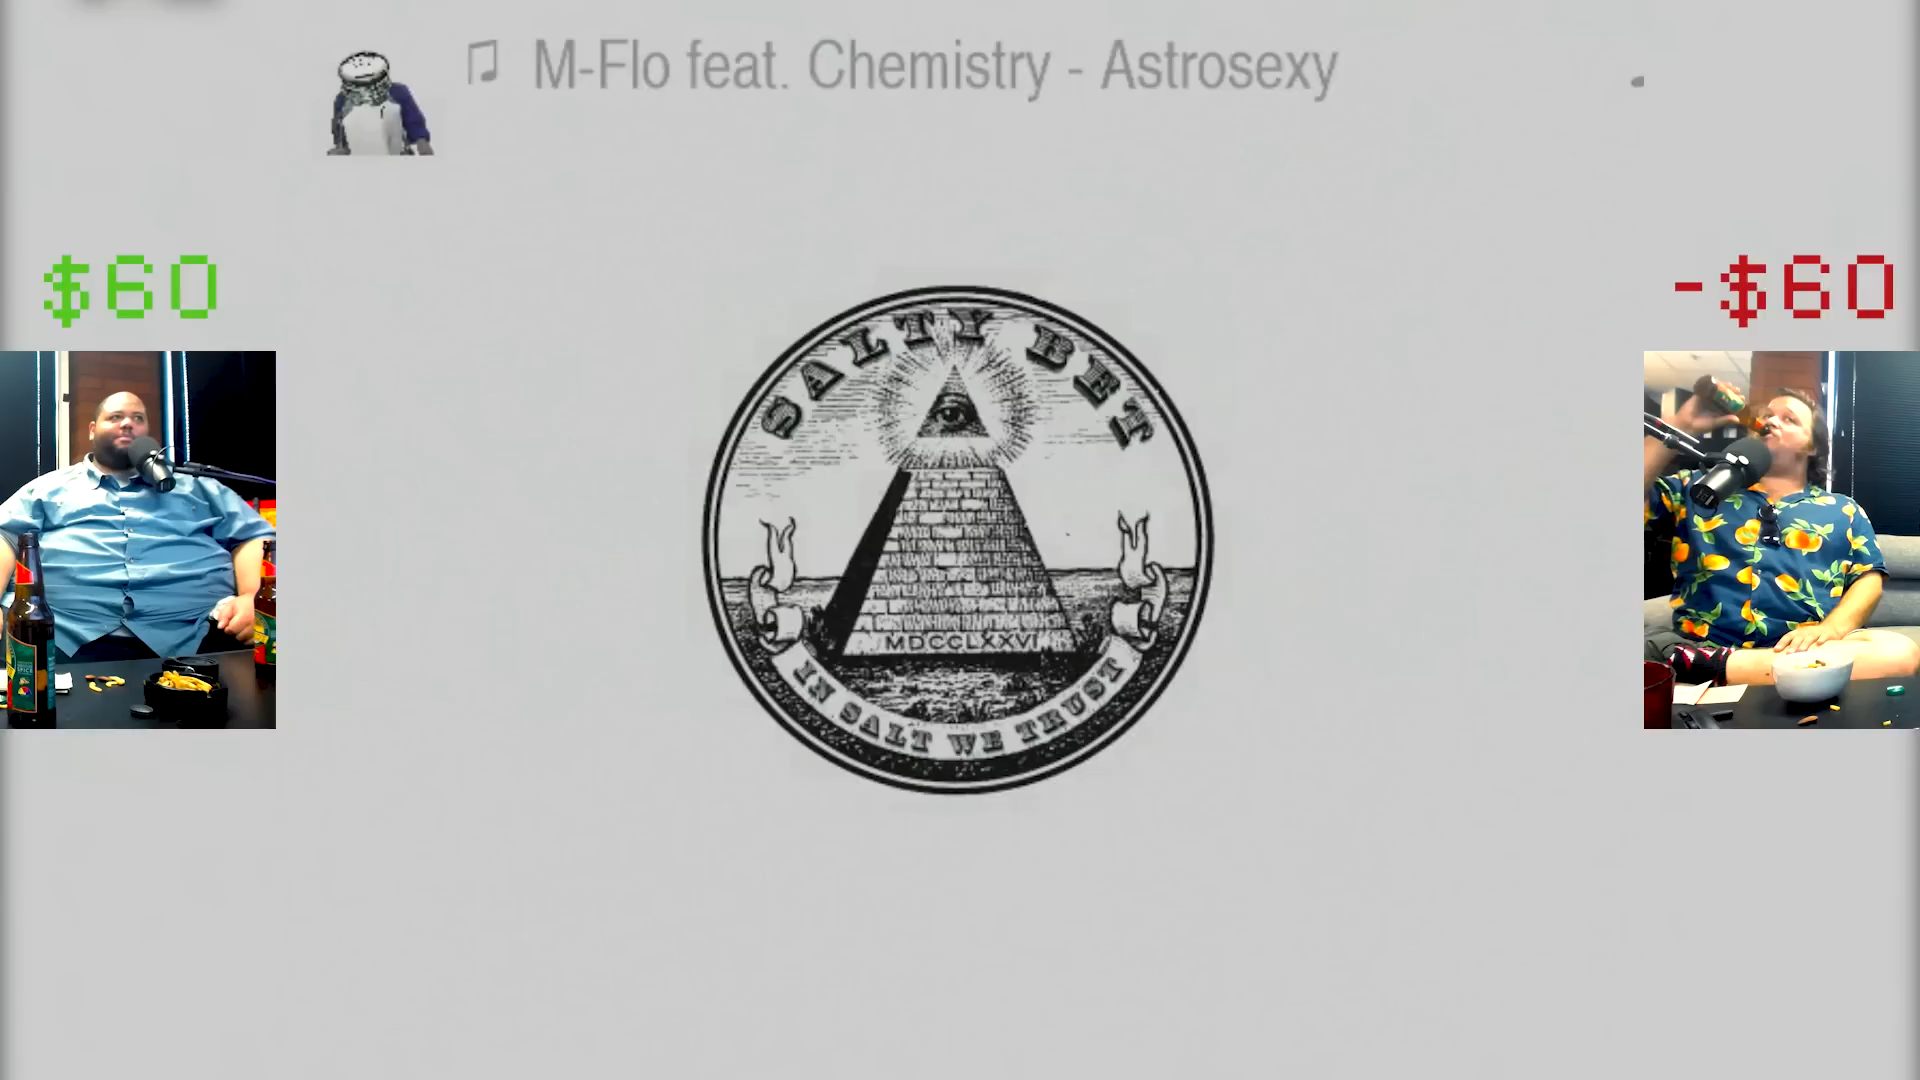 ♫ M-Flo feat. Chemistry - Astrosexy
$60
-$60
SALTY BET
MDCCLXXVI
IN SALT WE TRUST